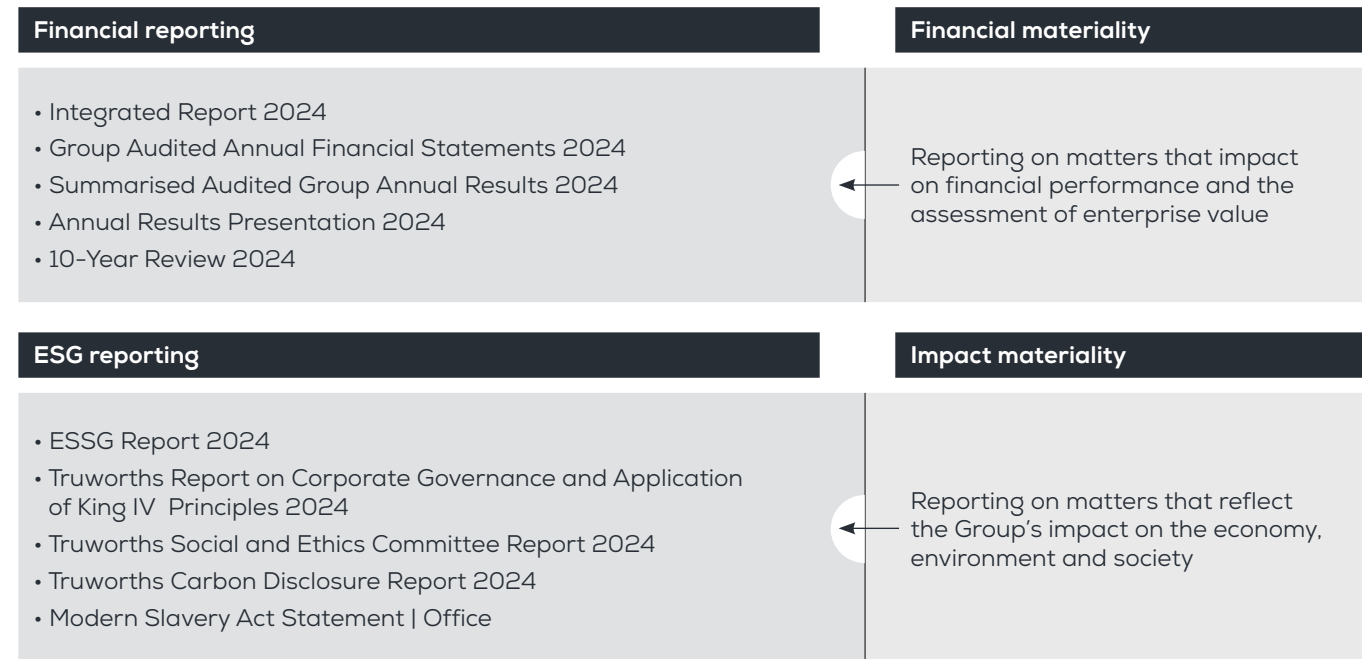 Financial reporting
Financial materiality
• Integrated Report 2024
• Group Audited Annual Financial Statements 2024
• Summarised Audited Group Annual Results 2024
• Annual Results Presentation 2024
• 10-Year Review 2024
Reporting on matters that impact
on financial performance and the
assessment of enterprise value
ESG reporting
Impact materiality
• ESSG Report 2024
• Truworths Report on Corporate Governance and Application
of King IV  Principles 2024
• Truworths Social and Ethics Committee Report 2024
• Truworths Carbon Disclosure Report 2024
• Modern Slavery Act Statement | Office
Reporting on matters that reflect
the Group's impact on the economy,
environment and society